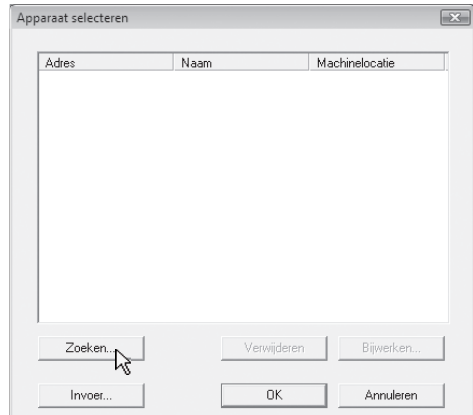 Apparaat selecteren
Adres Naam Machinelocatie
Zoeken... Verwijderen Bijwerken...
Invoer... OK Annuleren